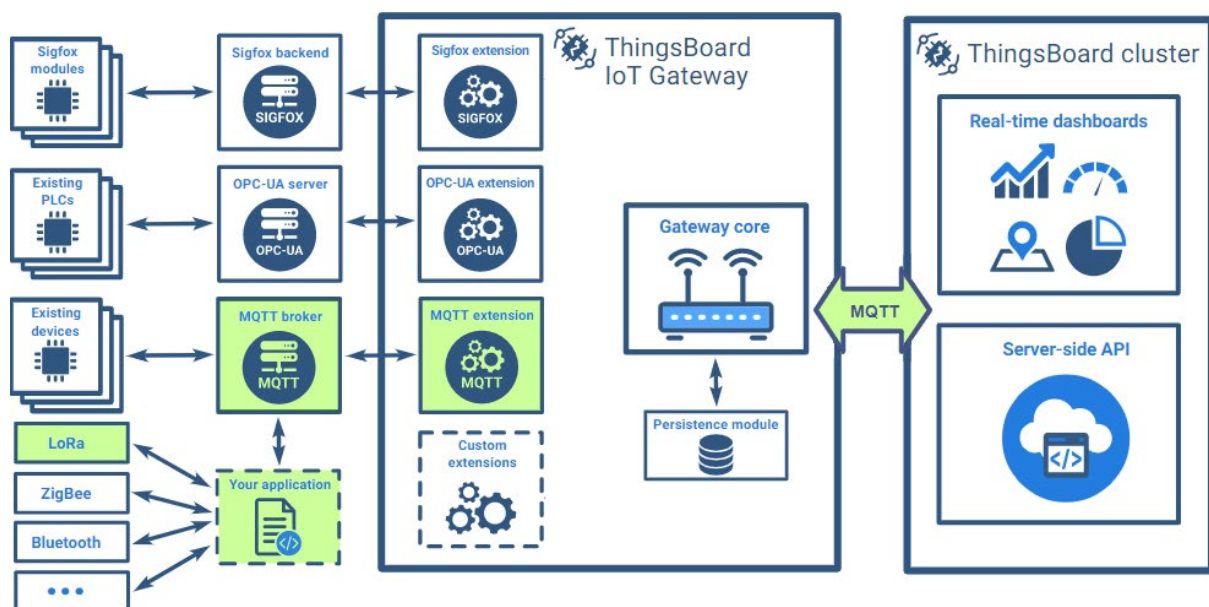 Sigfox
modules
Sigfox backend
SIGFOX
Sigfox extension
SIGFOX
ThingsBoard
IoT Gateway
ThingsBoard cluster
Real-time dashboards
Existing
PLCs
OPC-UA server
OPC-UA
OPC-UA extension
OPC-UA
Gateway core
MQTT
Existing
devices
MQTT broker
MQTT
MQTT extension
MQTT
Server-side API
</>
Persistence module
LoRa
ZigBee
Bluetooth
...
Your application
</>
Custom
extensions